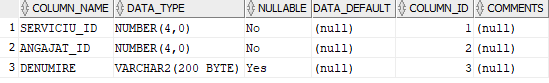 COLUMN_NAME DATA_TYPE NULLABLE DATA_DEFAULT COLUMN_ID COMMENTS
1 SERVICIU_ID NUMBER(4,0) No (null) 1 (null)
2 ANGAJAT_ID NUMBER(4,0) No (null) 2 (null)
3 DENUMIRE VARCHAR2(200 BYTE) Yes (null) 3 (null)